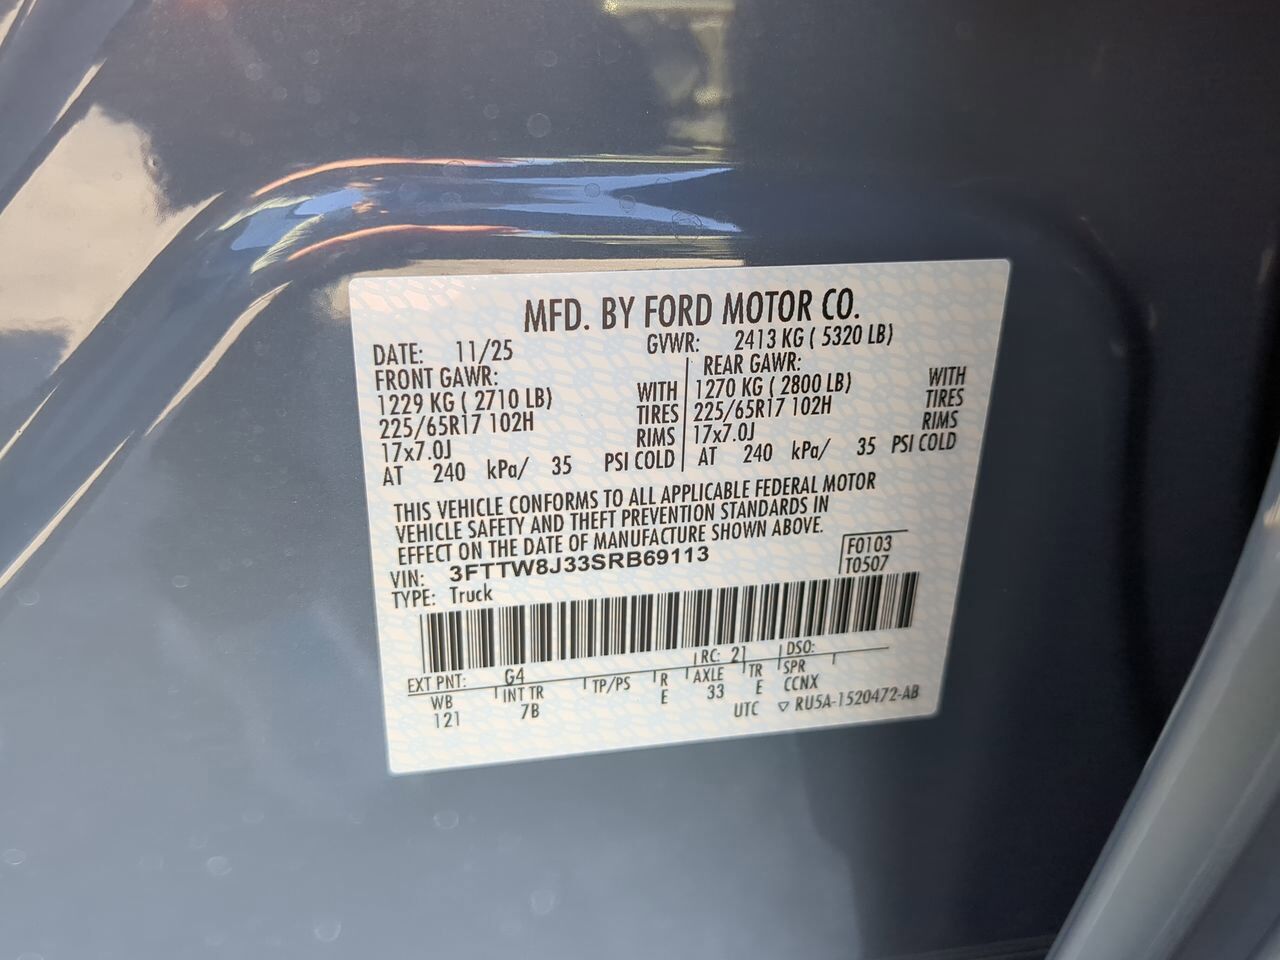 MFD. BY FORD MOTOR CO.
DATE: 11/25 GVWR: 2413 KG ( 5320 LB)
FRONT GAWR: REAR GAWR:
1229 KG ( 2710 LB) WITH 1270 KG ( 2800 LB) WITH
225/65R17 102H TIRES 225/65R17 102H TIRES
17x7.0J RIMS 17x7.0J RIMS
AT 240 kPa/ 35 PSI COLD AT 240 kPa/ 35 PSI COLD
THIS VEHICLE CONFORMS TO ALL APPLICABLE FEDERAL MOTOR
VEHICLE SAFETY AND THEFT PREVENTION STANDARDS IN
EFFECT ON THE DATE OF MANUFACTURE SHOWN ABOVE.
VIN: 3FTTW8J33SRB69113 F0103
TYPE: Truck T0507
EXT PNT: G4 RC: 21 DSO:
WB INT TR TP/PS R AXLE TR SPR
121 7B E 33 E CCNX
UTC ▽ RU5A-1520472-AB